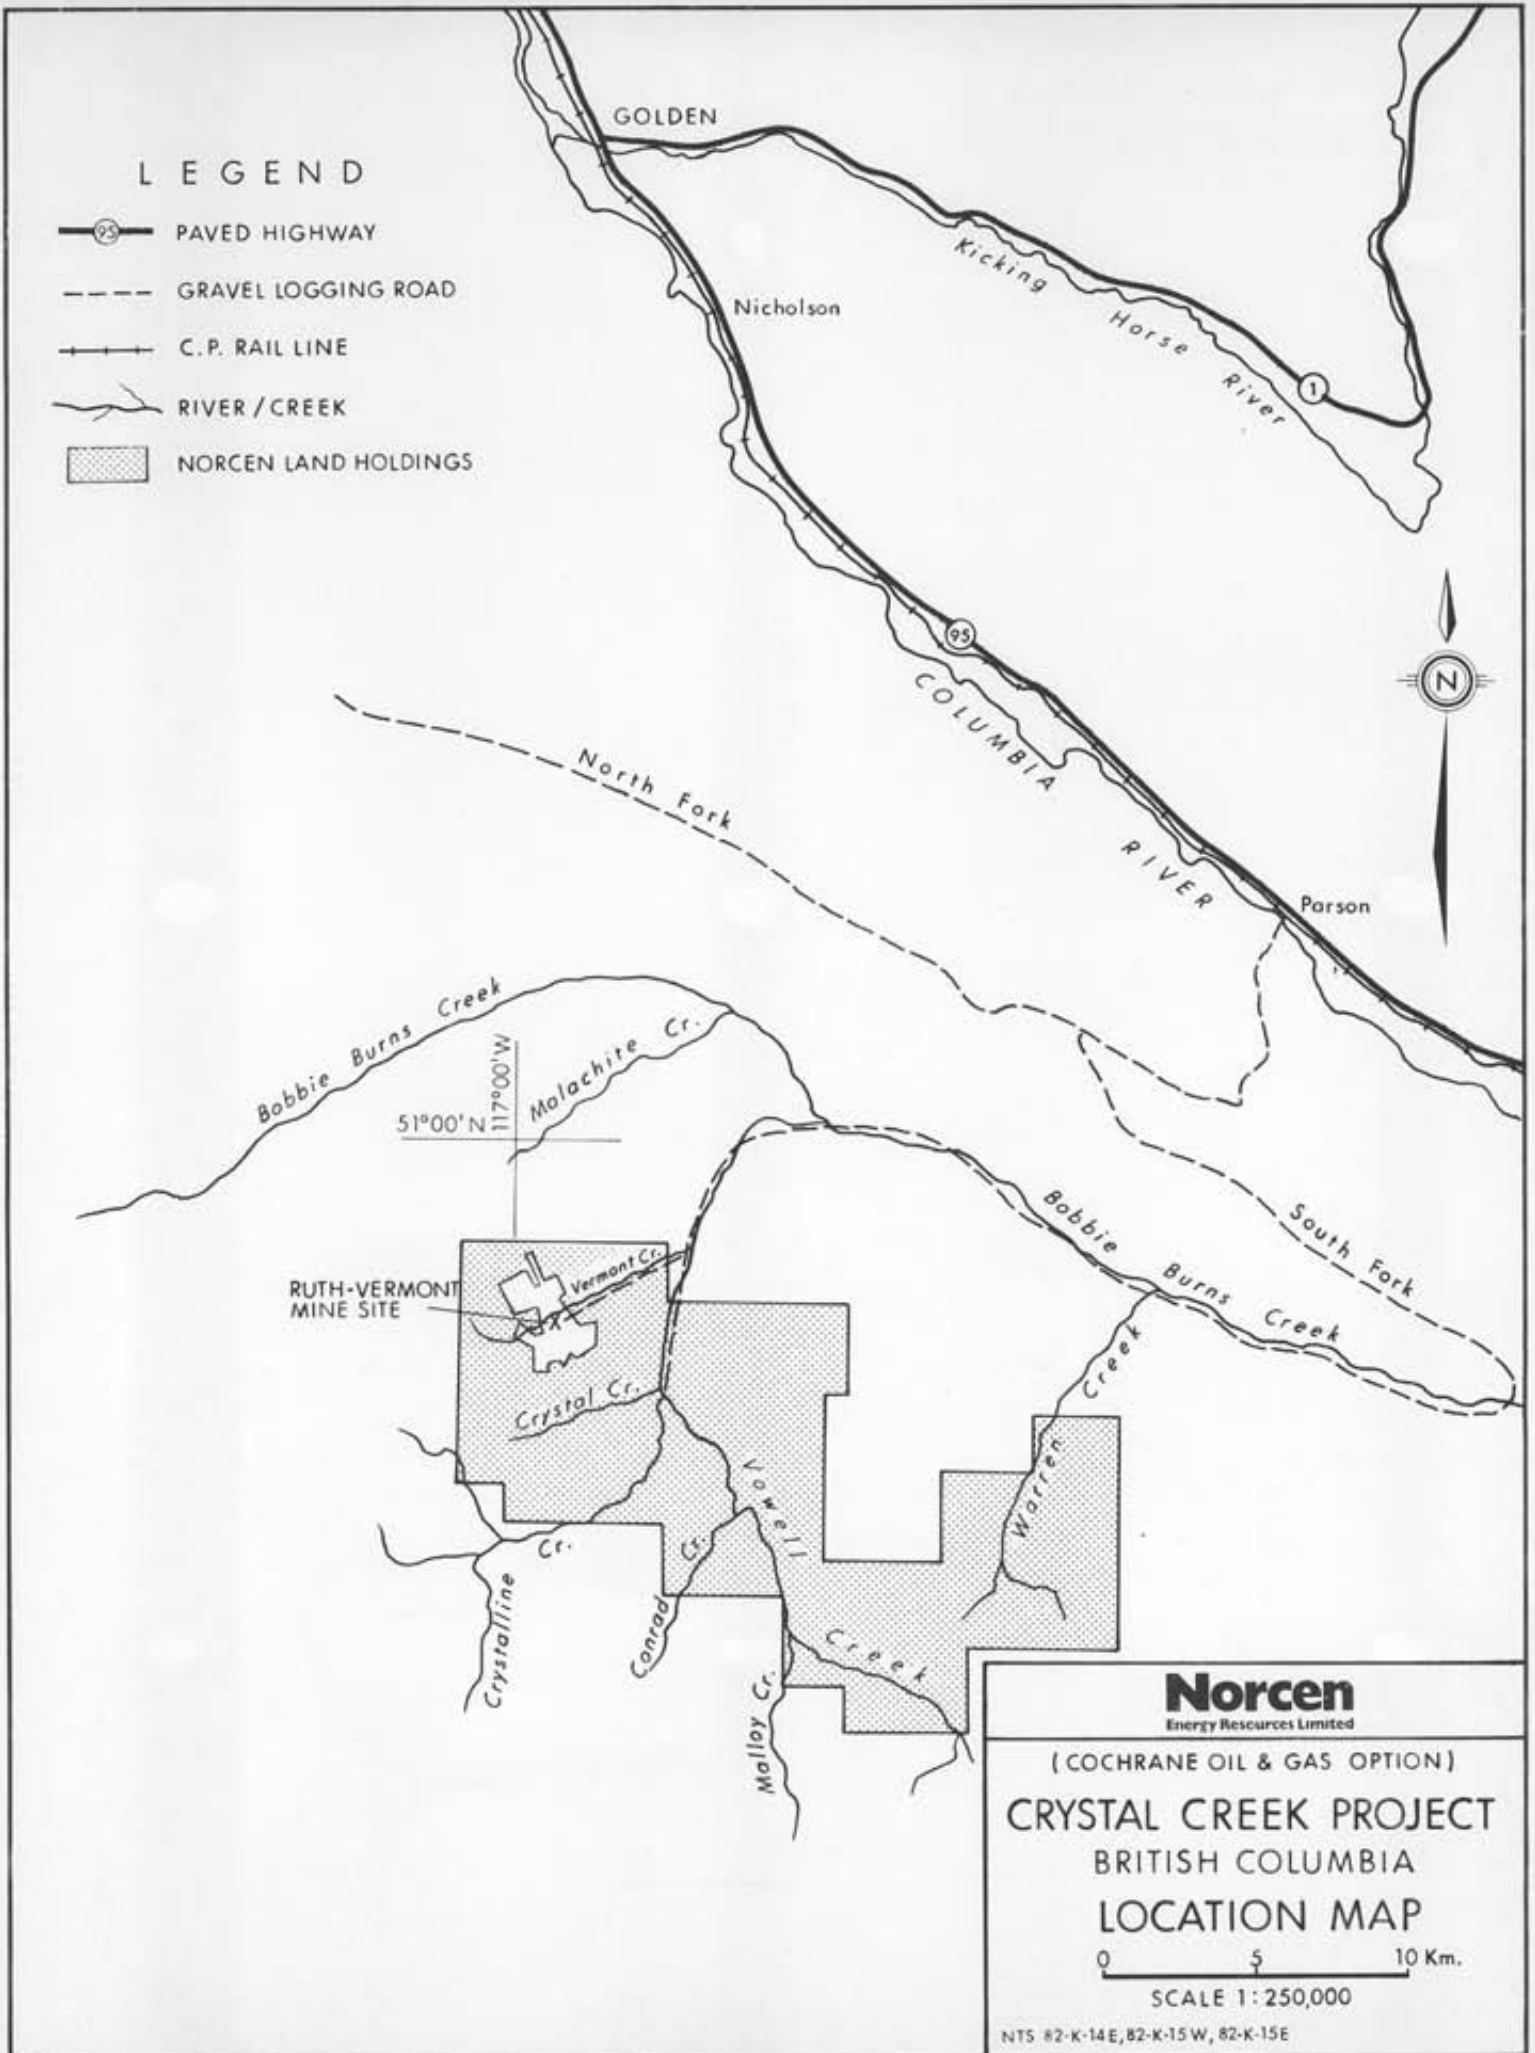 GOLDEN
LEGEND
95
PAVED HIGHWAY
GRAVEL LOGGING ROAD
C.P. RAIL LINE
RIVER/CREEK
NORCEN LAND HOLDINGS
Nicholson
Kicking Horse River
1
95
N
COLUMBIA RIVER
North Fork
Parson
Bobbie Burns Creek
Malachite Cr.
117°00'W
51°00'N
Bobbie Burns Creek
South Fork
RUTH-VERMONT
MINE SITE
Vermont Cr.
Crystal Cr.
Vowell Creek
Warren Creek
Crystalline Cr.
Conrad Cr.
Malloy Cr.
Norcen
Energy Resources Limited
(COCHRANE OIL & GAS OPTION)
CRYSTAL CREEK PROJECT
BRITISH COLUMBIA
LOCATION MAP
0 5 10 Km.
SCALE 1:250,000
NTS 82-K-14E, 82-K-15W, 82-K-15E